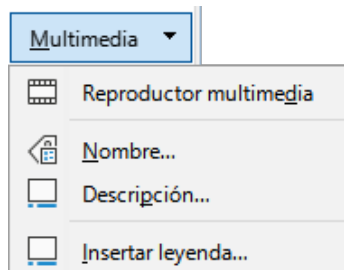 Multimedia
Reproductor multimedia
Nombre...
Descripción...
Insertar leyenda...